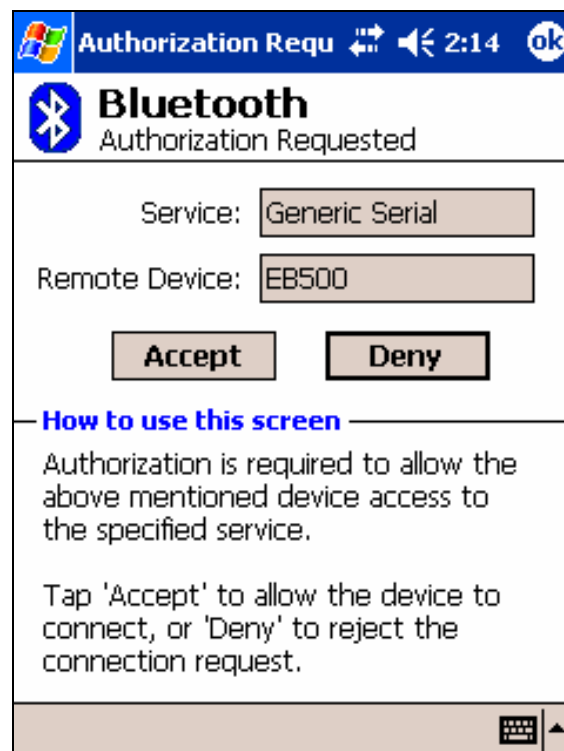 Authorization Requ 2:14 ok
Bluetooth
Authorization Requested
Service: Generic Serial
Remote Device: EB500
Accept Deny
How to use this screen
Authorization is required to allow the
above mentioned device access to
the specified service.
Tap 'Accept' to allow the device to
connect, or 'Deny' to reject the
connection request.